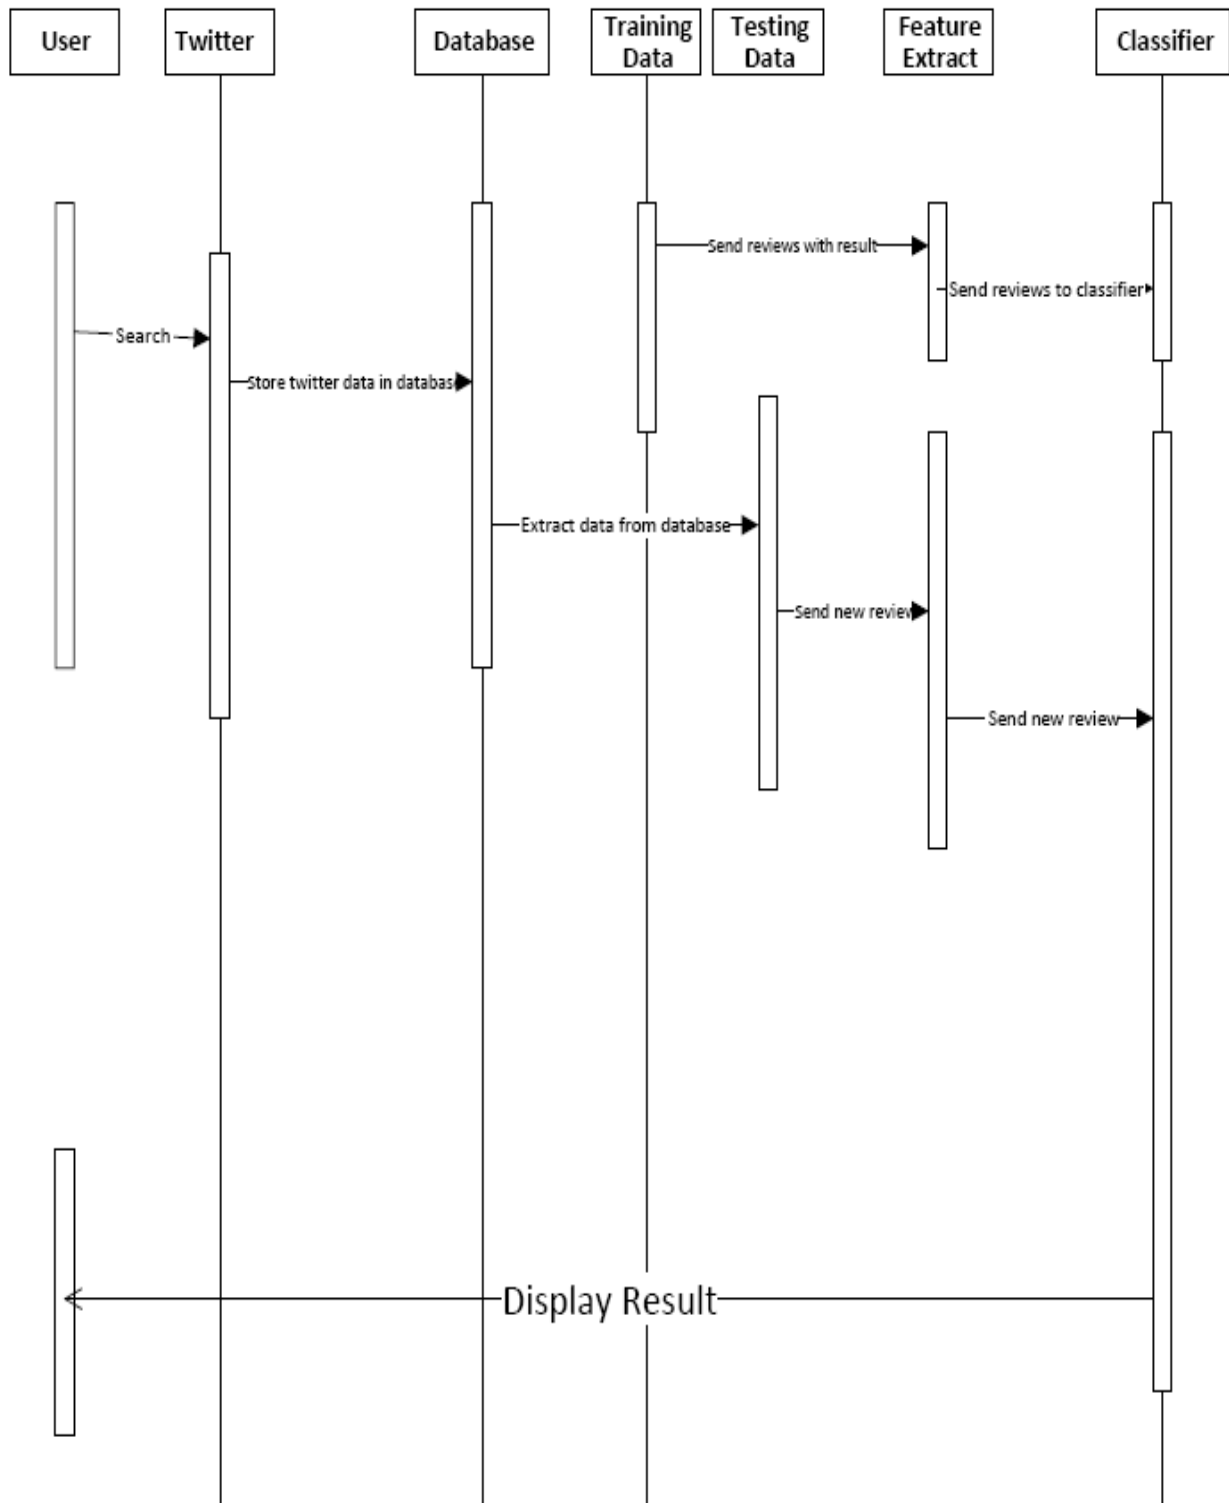 User
Twitter
Database
Training
Data
Testing
Data
Feature
Extract
Classifier
Send reviews with result
Send reviews to classifier
Search
Store twitter data in databas
Extract data from database
Send new review
Send new review
Display Result